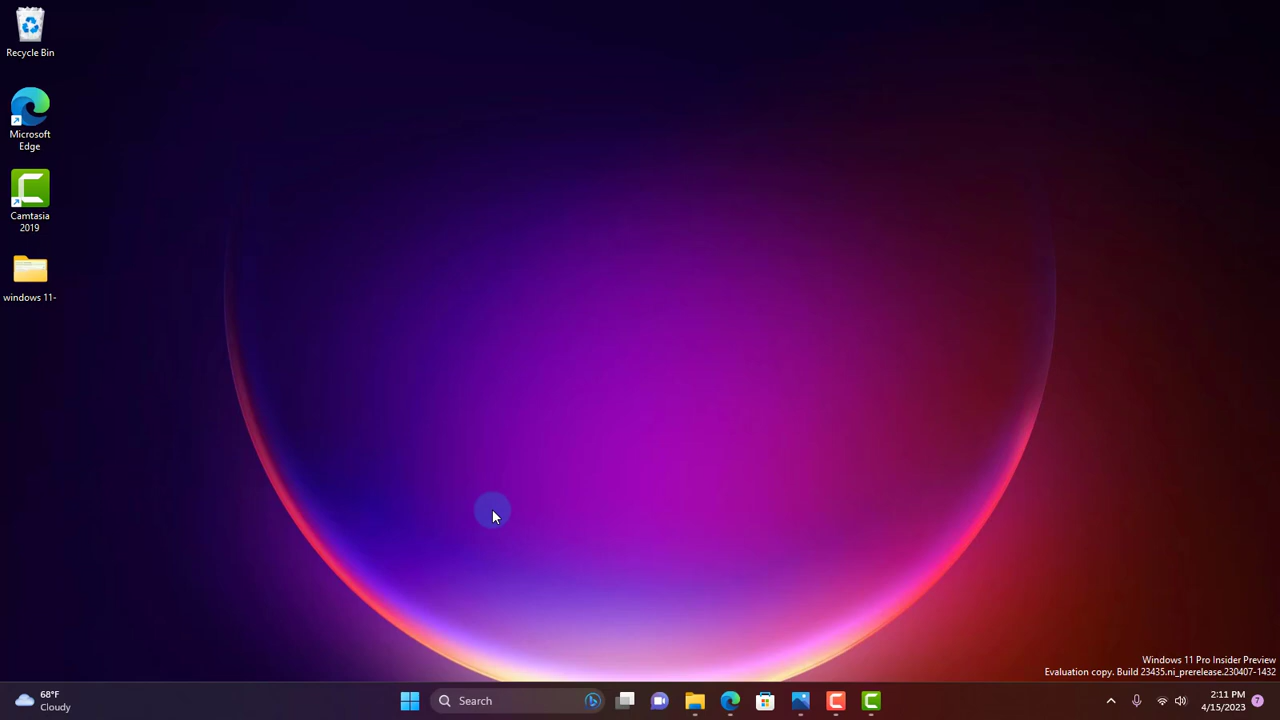 Recycle Bin
Microsoft
Edge
Camtasia
2019
windows 11-
Windows 11 Pro Insider Preview
Evaluation copy. Build 23435.ni_prerelease.230407-1432
68°F
Cloudy
Search
2:11 PM
4/15/2023
7